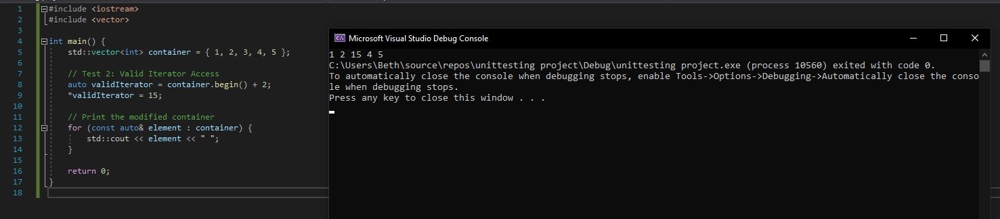 1 #include <iostream>
2 #include <vector>
3
4 int main() {
5 std::vector<int> container = { 1, 2, 3, 4, 5 };
6
7 // Test 2: Valid Iterator Access
8 auto validIterator = container.begin() + 2;
9 *validIterator = 15;
10
11 // Print the modified container
12 for (const auto& element : container) {
13 std::cout << element << " ";
14 }
15
16 return 0;
17 }
18
Microsoft Visual Studio Debug Console
1 2 15 4 5
C:\Users\Beth\source\repos\unittesting project\Debug\unittesting project.exe (process 10560) exited with code 0.
To automatically close the console when debugging stops, enable Tools->Options->Debugging->Automatically close the conso
le when debugging stops.
Press any key to close this window . . .